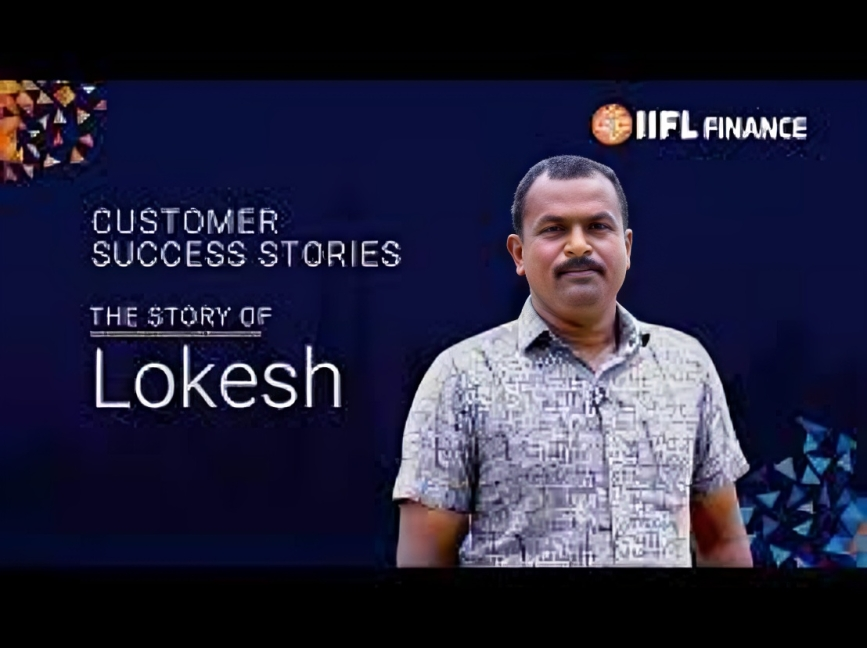 IIFL FINANCE
CUSTOMER
SUCCESS STORIES
THE STORY OF
Lokesh